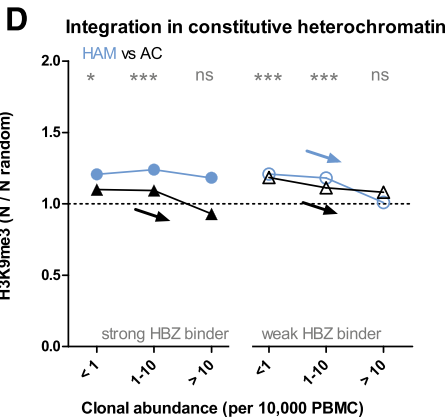 D
Integration in constitutive heterochromatin
HAM vs AC
* *** ns *** *** ns
H3K9me3 (N / N random)
2.0
1.5
1.0
0.5
0.0
strong HBZ binder weak HBZ binder
< 1 1-10 > 10 <1 1-10 > 10
Clonal abundance (per 10,000 PBMC)